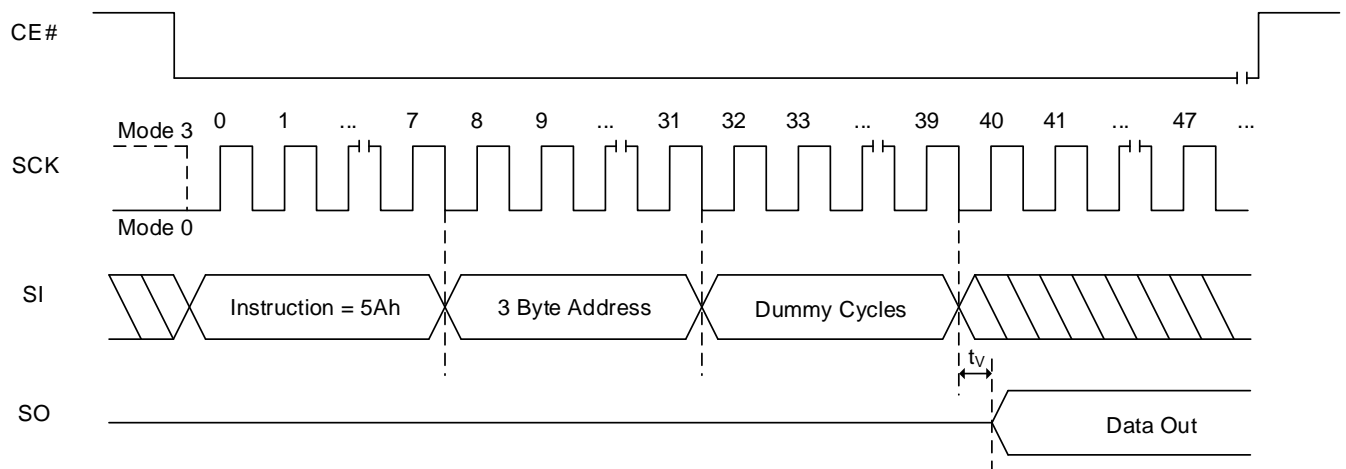 CE#
0 1 ... 7 8 9 ... 31 32 33 ... 39 40 41 ... 47 ...
Mode 3
SCK
Mode 0
SI
Instruction = 5Ah
3 Byte Address
Dummy Cycles
tV
SO
Data Out